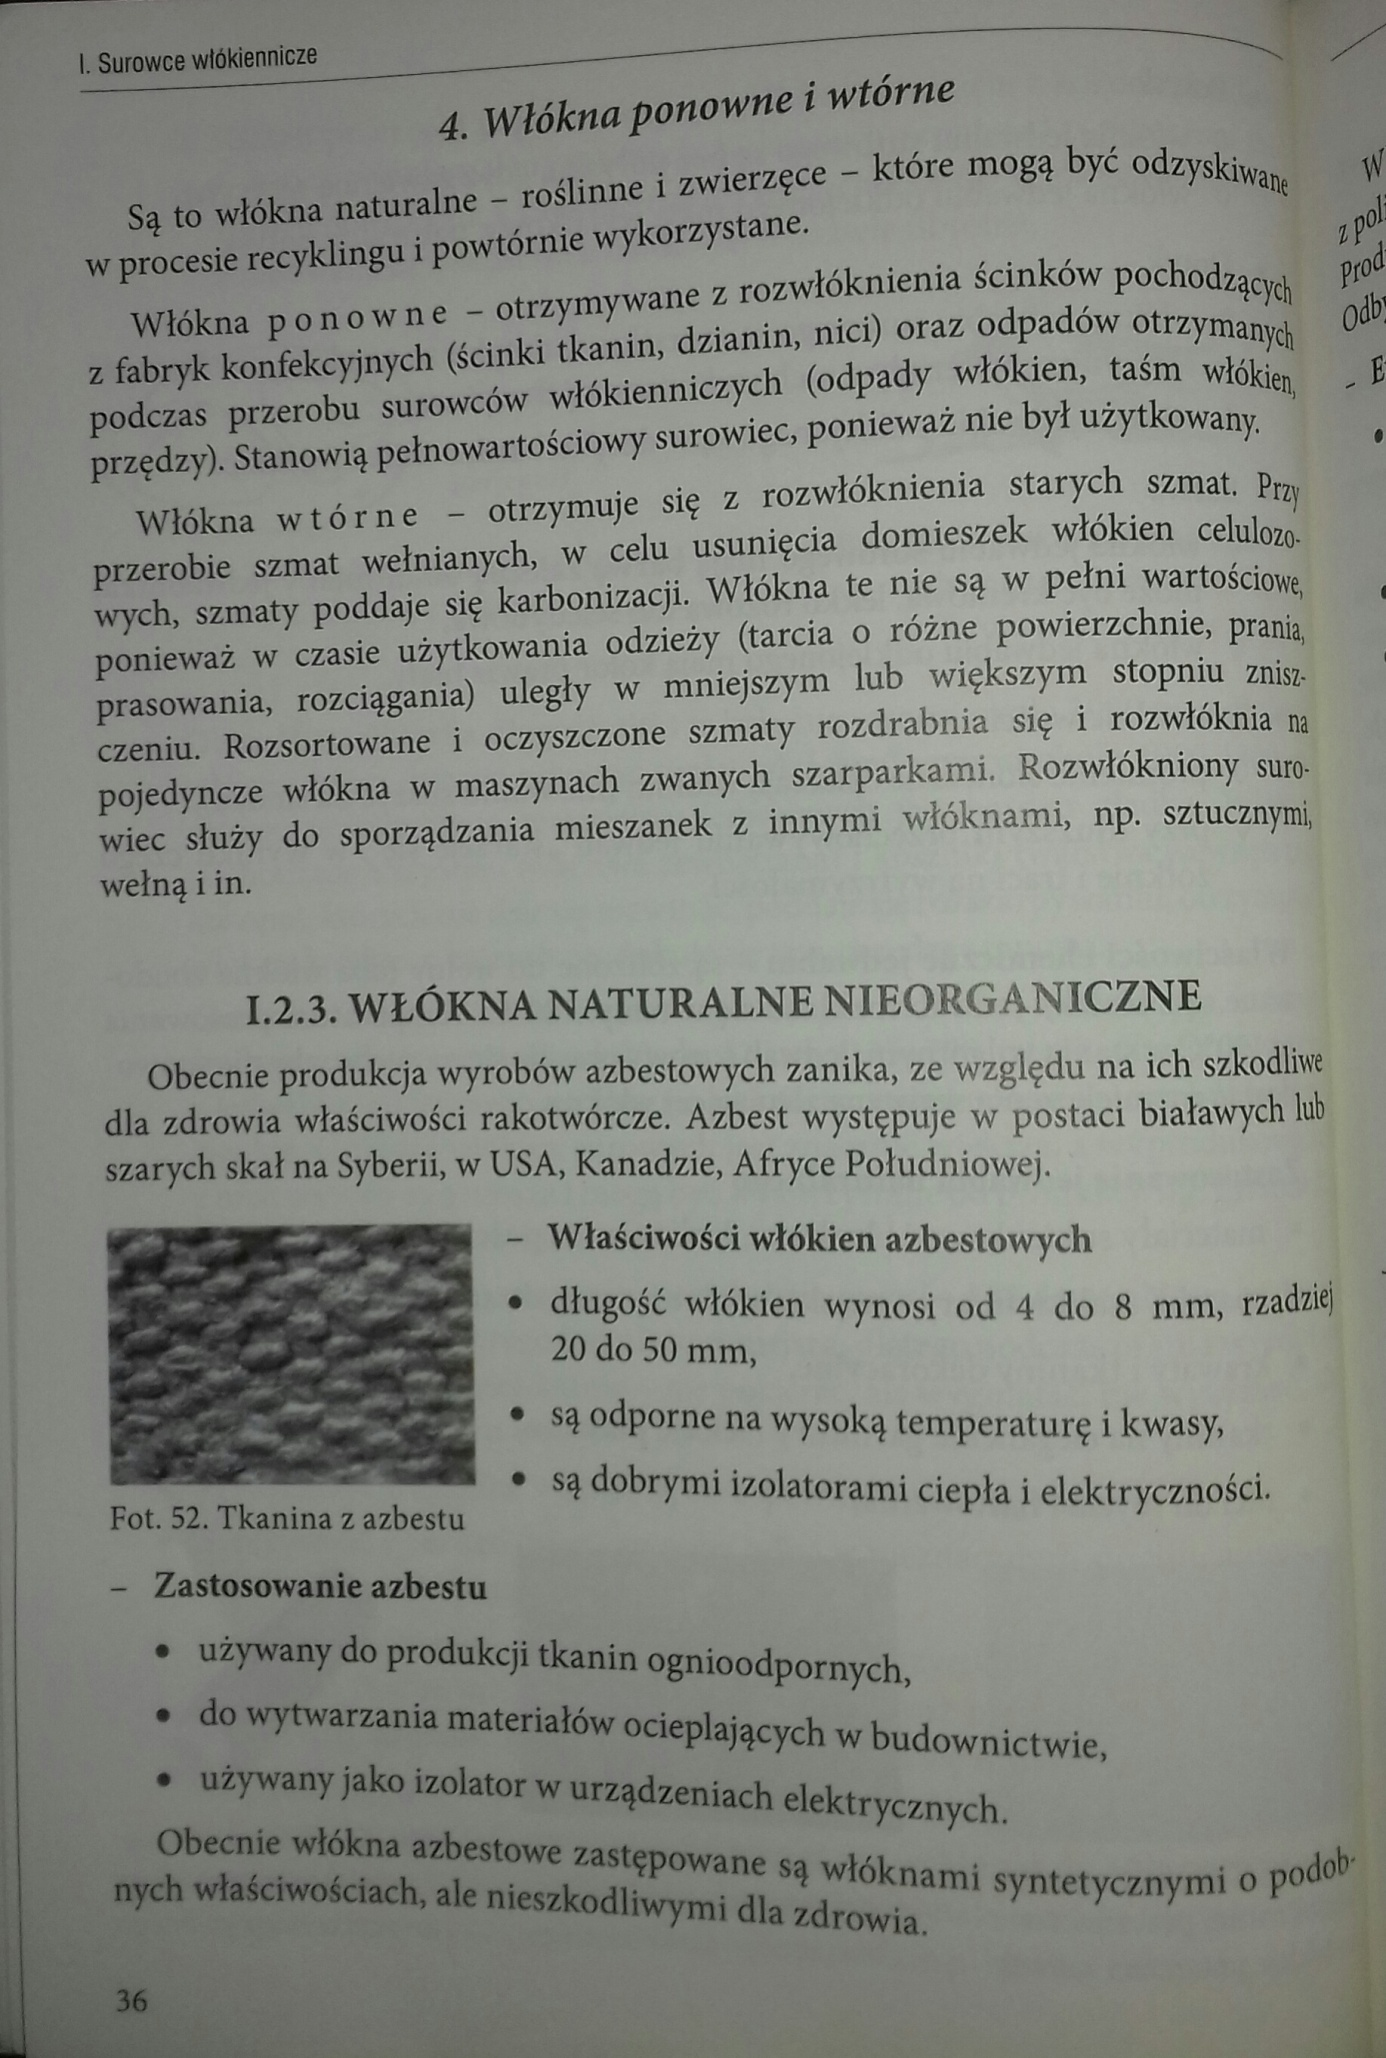 I. Surowce włókiennicze
4. Włókna ponowne i wtórne
Są to włókna naturalne – roślinne i zwierzęce – które mogą być odzyskiwane
w procesie recyklingu i powtórnie wykorzystane.
Włókna ponowne – otrzymywane z rozwłóknienia ścinków pochodzących
z fabryk konfekcyjnych (ścinki tkanin, dzianin, nici) oraz odpadów otrzymanych
podczas przerobu surowców włókienniczych (odpady włókien, taśm włókien,
przędzy). Stanowią pełnowartościowy surowiec, ponieważ nie był użytkowany.
Włókna wtórne – otrzymuje się z rozwłóknienia starych szmat. Przy
przerobie szmat wełnianych, w celu usunięcia domieszek włókien celulozo-
wych, szmaty poddaje się karbonizacji. Włókna te nie są w pełni wartościowe,
ponieważ w czasie użytkowania odzieży (tarcia o różne powierzchnie, prania,
prasowania, rozciągania) uległy w mniejszym lub większym stopniu znisz-
czeniu. Rozsortowane i oczyszczone szmaty rozdrabnia się i rozwłóknia na
pojedyncze włókna w maszynach zwanych szarparkami. Rozwłókniony suro-
wiec służy do sporządzania mieszanek z innymi włóknami, np. sztucznymi,
wełną i in.
I.2.3. WŁÓKNA NATURALNE NIEORGANICZNE
Obecnie produkcja wyrobów azbestowych zanika, ze względu na ich szkodliwe
dla zdrowia właściwości rakotwórcze. Azbest występuje w postaci białawych lub
szarych skał na Syberii, w USA, Kanadzie, Afryce Południowej.
– Właściwości włókien azbestowych
• długość włókien wynosi od 4 do 8 mm, rzadziej
20 do 50 mm,
• są odporne na wysoką temperaturę i kwasy,
• są dobrymi izolatorami ciepła i elektryczności.
Fot. 52. Tkanina z azbestu
– Zastosowanie azbestu
• używany do produkcji tkanin ognioodpornych,
• do wytwarzania materiałów ocieplających w budownictwie,
• używany jako izolator w urządzeniach elektrycznych.
Obecnie włókna azbestowe zastępowane są włóknami syntetycznymi o podob-
nych właściwościach, ale nieszkodliwymi dla zdrowia.
36